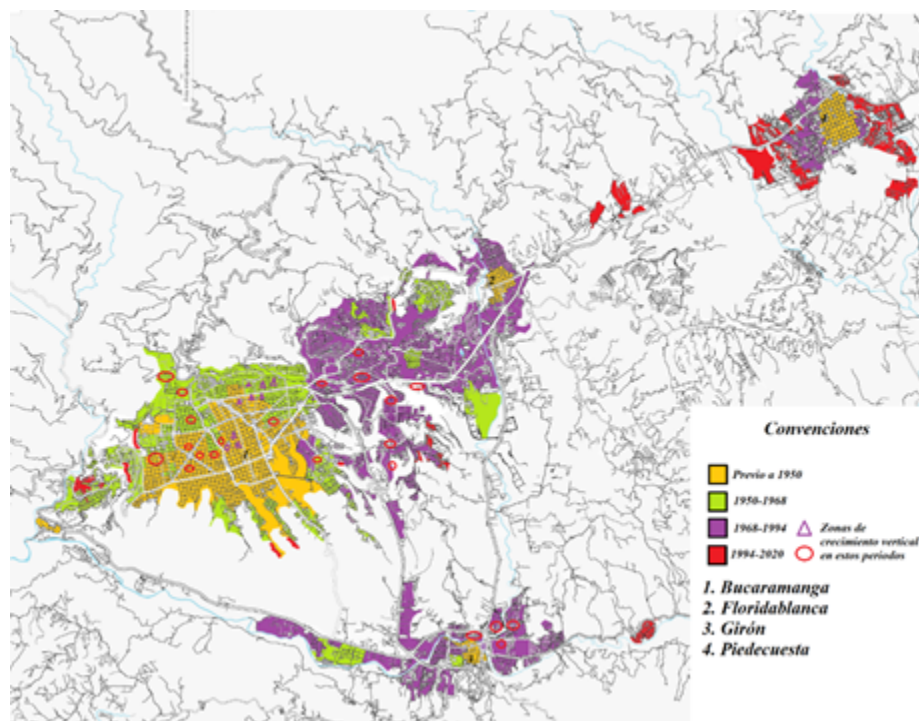 Convenciones
Previo a 1950
1950-1968
1968-1994
Zonas de
crecimiento vertical
1994-2020
en estos periodos
1. Bucaramanga
2. Floridablanca
3. Girón
4. Piedecuesta